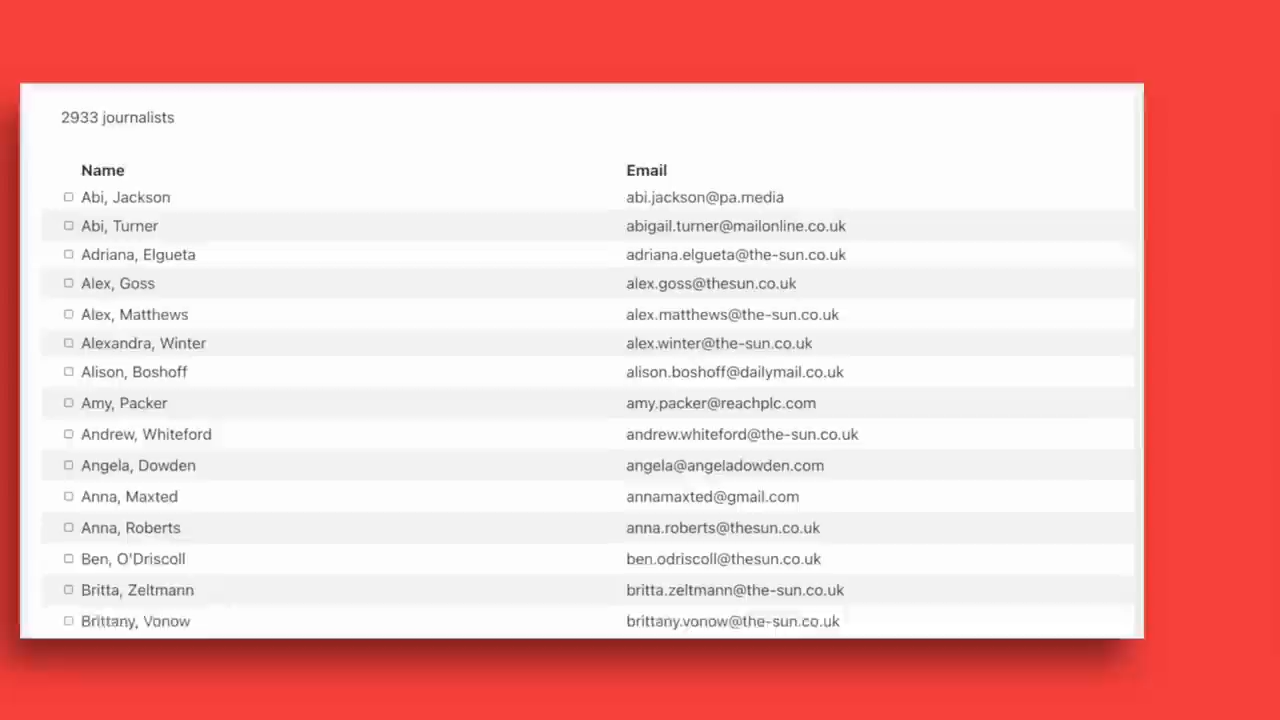 2933 journalists
Name Email
Abi, Jackson abi.jackson@pa.media
Abi, Turner abigail.turner@mailonline.co.uk
Adriana, Elgueta adriana.elgueta@the-sun.co.uk
Alex, Goss alex.goss@thesun.co.uk
Alex, Matthews alex.matthews@the-sun.co.uk
Alexandra, Winter alex.winter@the-sun.co.uk
Alison, Boshoff alison.boshoff@dailymail.co.uk
Amy, Packer amy.packer@reachplc.com
Andrew, Whiteford andrew.whiteford@the-sun.co.uk
Angela, Dowden angela@angeladowden.com
Anna, Maxted annamaxted@gmail.com
Anna, Roberts anna.roberts@thesun.co.uk
Ben, O'Driscoll ben.odriscoll@thesun.co.uk
Britta, Zeltmann britta.zeltmann@the-sun.co.uk
Brittany, Vonow brittany.vonow@the-sun.co.uk